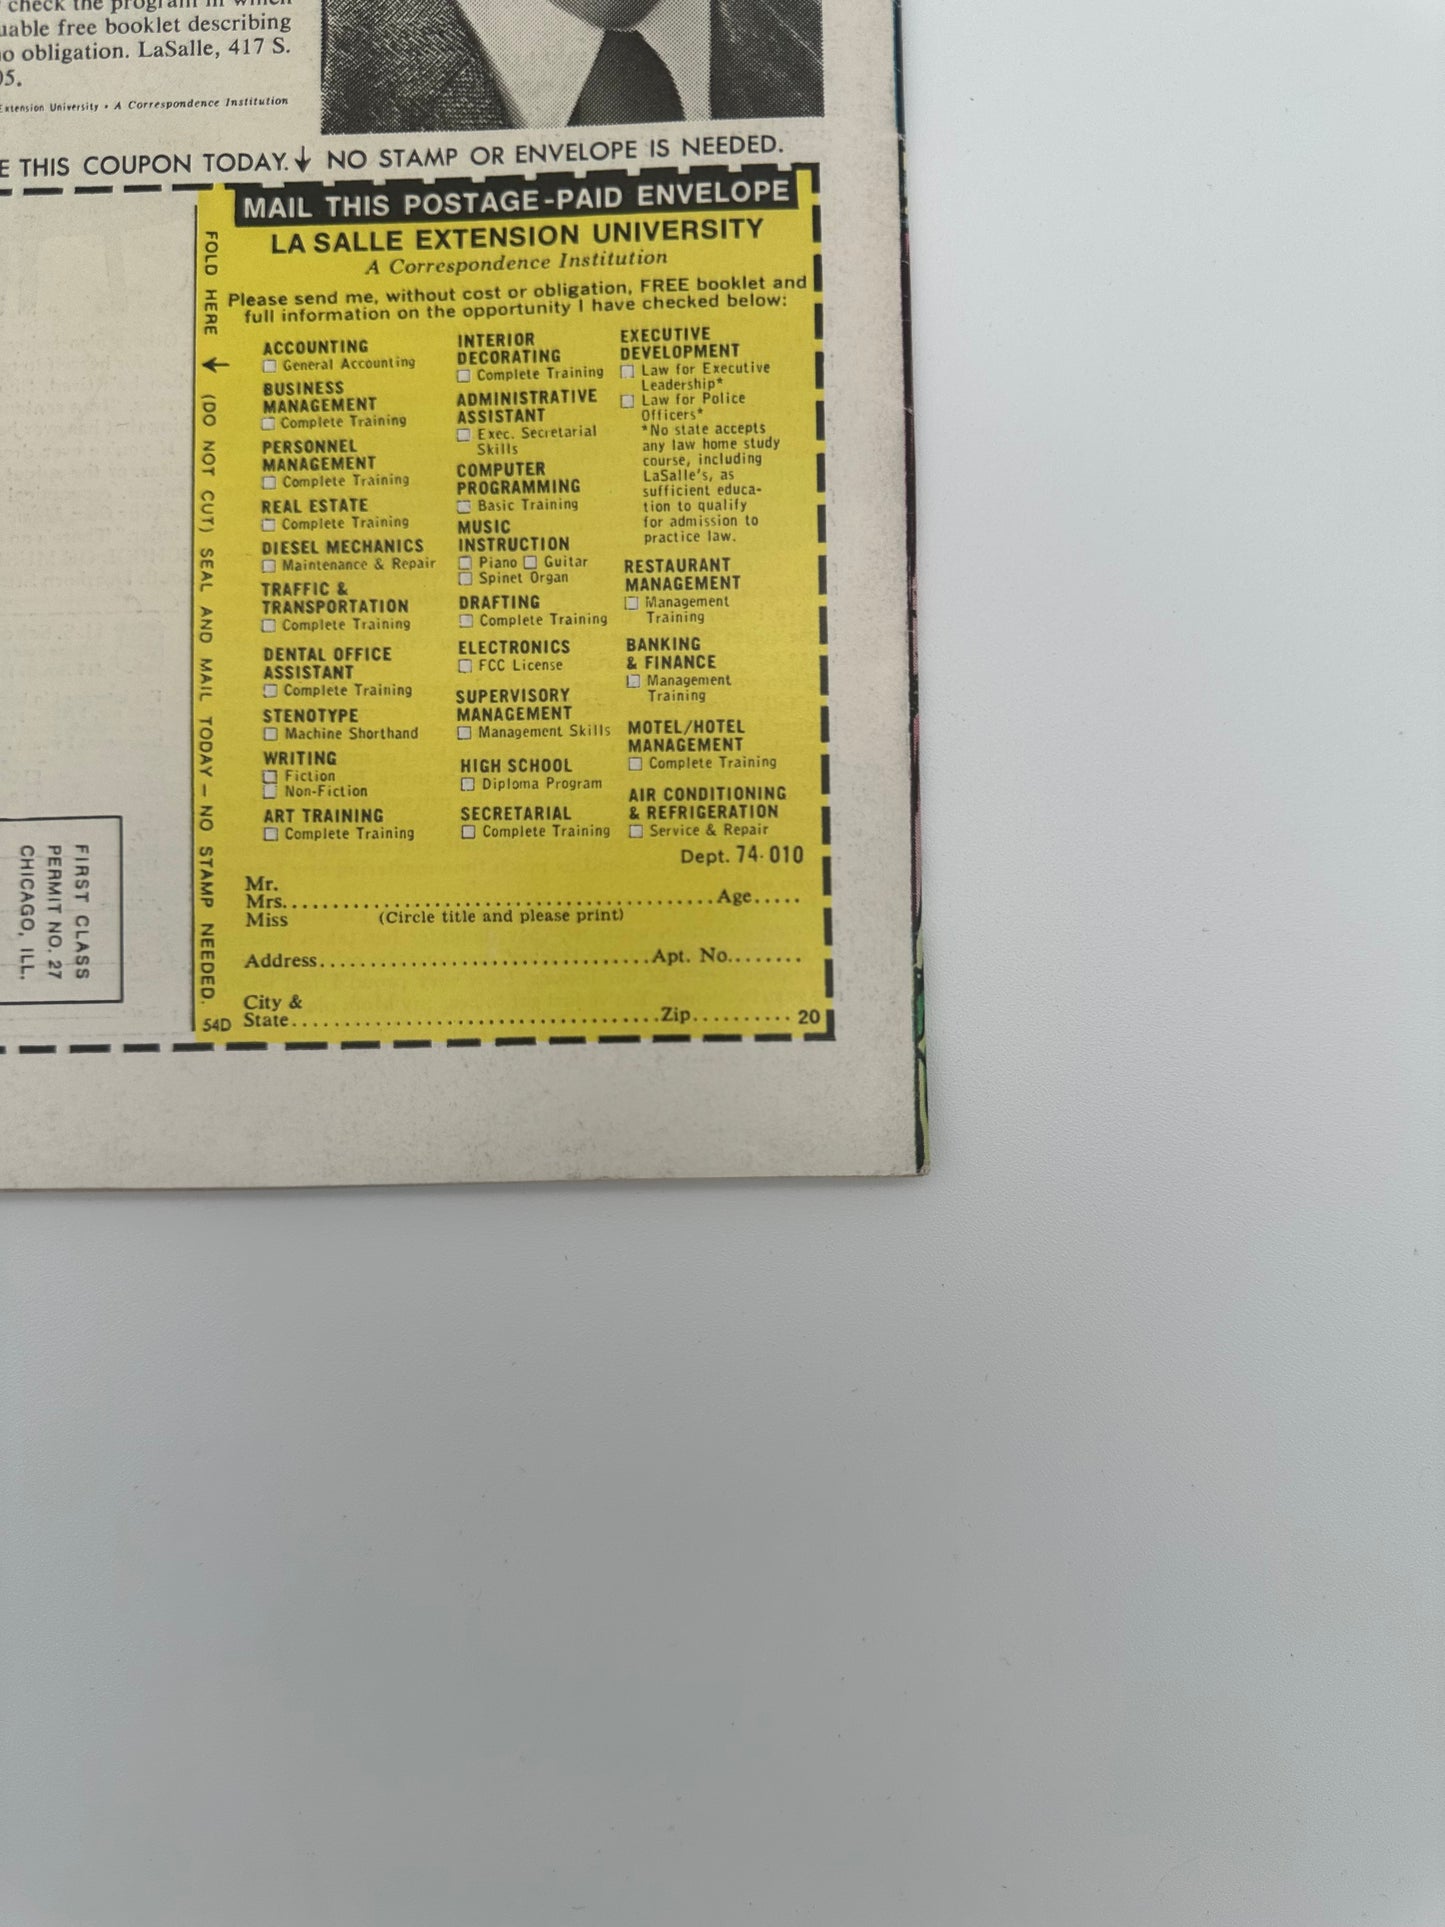 check the program in which
uable free booklet describing
o obligation. LaSalle, 417 S.
05.
Extension University • A Correspondence Institution
E THIS COUPON TODAY.↓ NO STAMP OR ENVELOPE IS NEEDED.
MAIL THIS POSTAGE-PAID ENVELOPE
LA SALLE EXTENSION UNIVERSITY
A Correspondence Institution
Please send me, without cost or obligation, FREE booklet and
full information on the opportunity I have checked below:
ACCOUNTING
General Accounting
BUSINESS
MANAGEMENT
Complete Training
PERSONNEL
MANAGEMENT
Complete Training
REAL ESTATE
Complete Training
DIESEL MECHANICS
Maintenance & Repair
TRAFFIC &
TRANSPORTATION
Complete Training
DENTAL OFFICE
ASSISTANT
Complete Training
STENOTYPE
Machine Shorthand
WRITING
Fiction
Non-Fiction
ART TRAINING
Complete Training
INTERIOR
DECORATING
Complete Training
ADMINISTRATIVE
ASSISTANT
Exec. Secretarial
Skills
COMPUTER
PROGRAMMING
Basic Training
MUSIC
INSTRUCTION
Piano Guitar
Spinet Organ
DRAFTING
Complete Training
ELECTRONICS
FCC License
SUPERVISORY
MANAGEMENT
Management Skills
HIGH SCHOOL
Diploma Program
SECRETARIAL
Complete Training
EXECUTIVE
DEVELOPMENT
Law for Executive
Leadership*
Law for Police
Officers*
*No state accepts
any law home study
course, including
LaSalle's, as
sufficient educa-
tion to qualify
for admission to
practice law.
RESTAURANT
MANAGEMENT
Management
Training
BANKING
& FINANCE
Management
Training
MOTEL/HOTEL
MANAGEMENT
Complete Training
AIR CONDITIONING
& REFRIGERATION
Service & Repair
Dept. 74-010
Mr.
Mrs. Age
Miss (Circle title and please print)
Address Apt. No.
City &
State Zip 20
54D
FOLD HERE → (DO NOT CUT) SEAL AND MAIL TODAY – NO STAMP NEEDED.
FIRST CLASS
PERMIT NO. 27
CHICAGO, ILL.